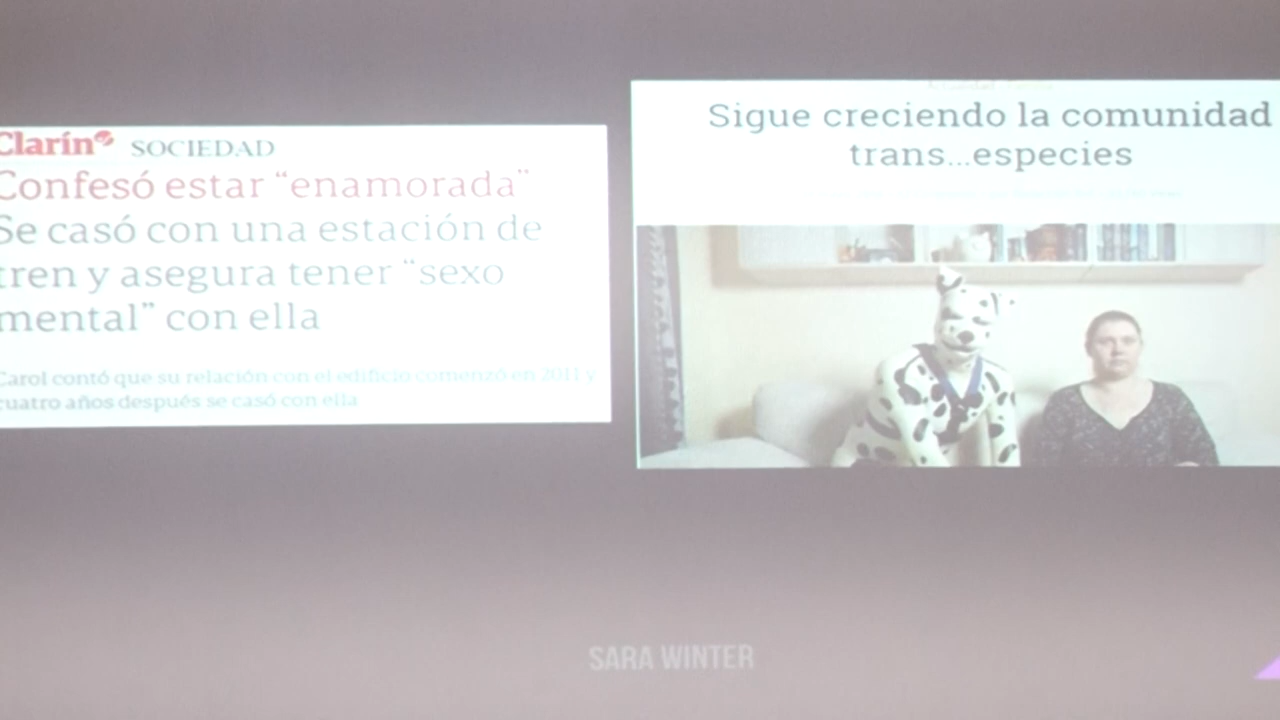 Clarín SOCIEDAD
Confesó estar “enamorada”
Se casó con una estación de
tren y asegura tener “sexo
mental” con ella
Carol contó que su relación con el edificio comenzó en 2011 y
cuatro años después se casó con ella
Sigue creciendo la comunidad
trans...especies
SARA WINTER